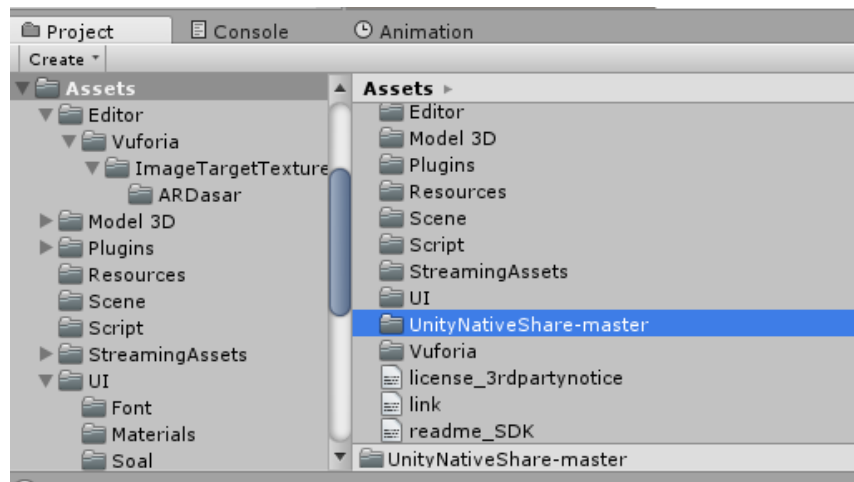 Project Console Animation
Create
Assets
Editor
Vuforia
ImageTargetTexture
ARDasar
Model 3D
Plugins
Resources
Scene
Script
StreamingAssets
UI
Font
Materials
Soal
Assets
Editor
Model 3D
Plugins
Resources
Scene
Script
StreamingAssets
UI
UnityNativeShare-master
Vuforia
license_3rdpartynotice
link
readme_SDK
UnityNativeShare-master